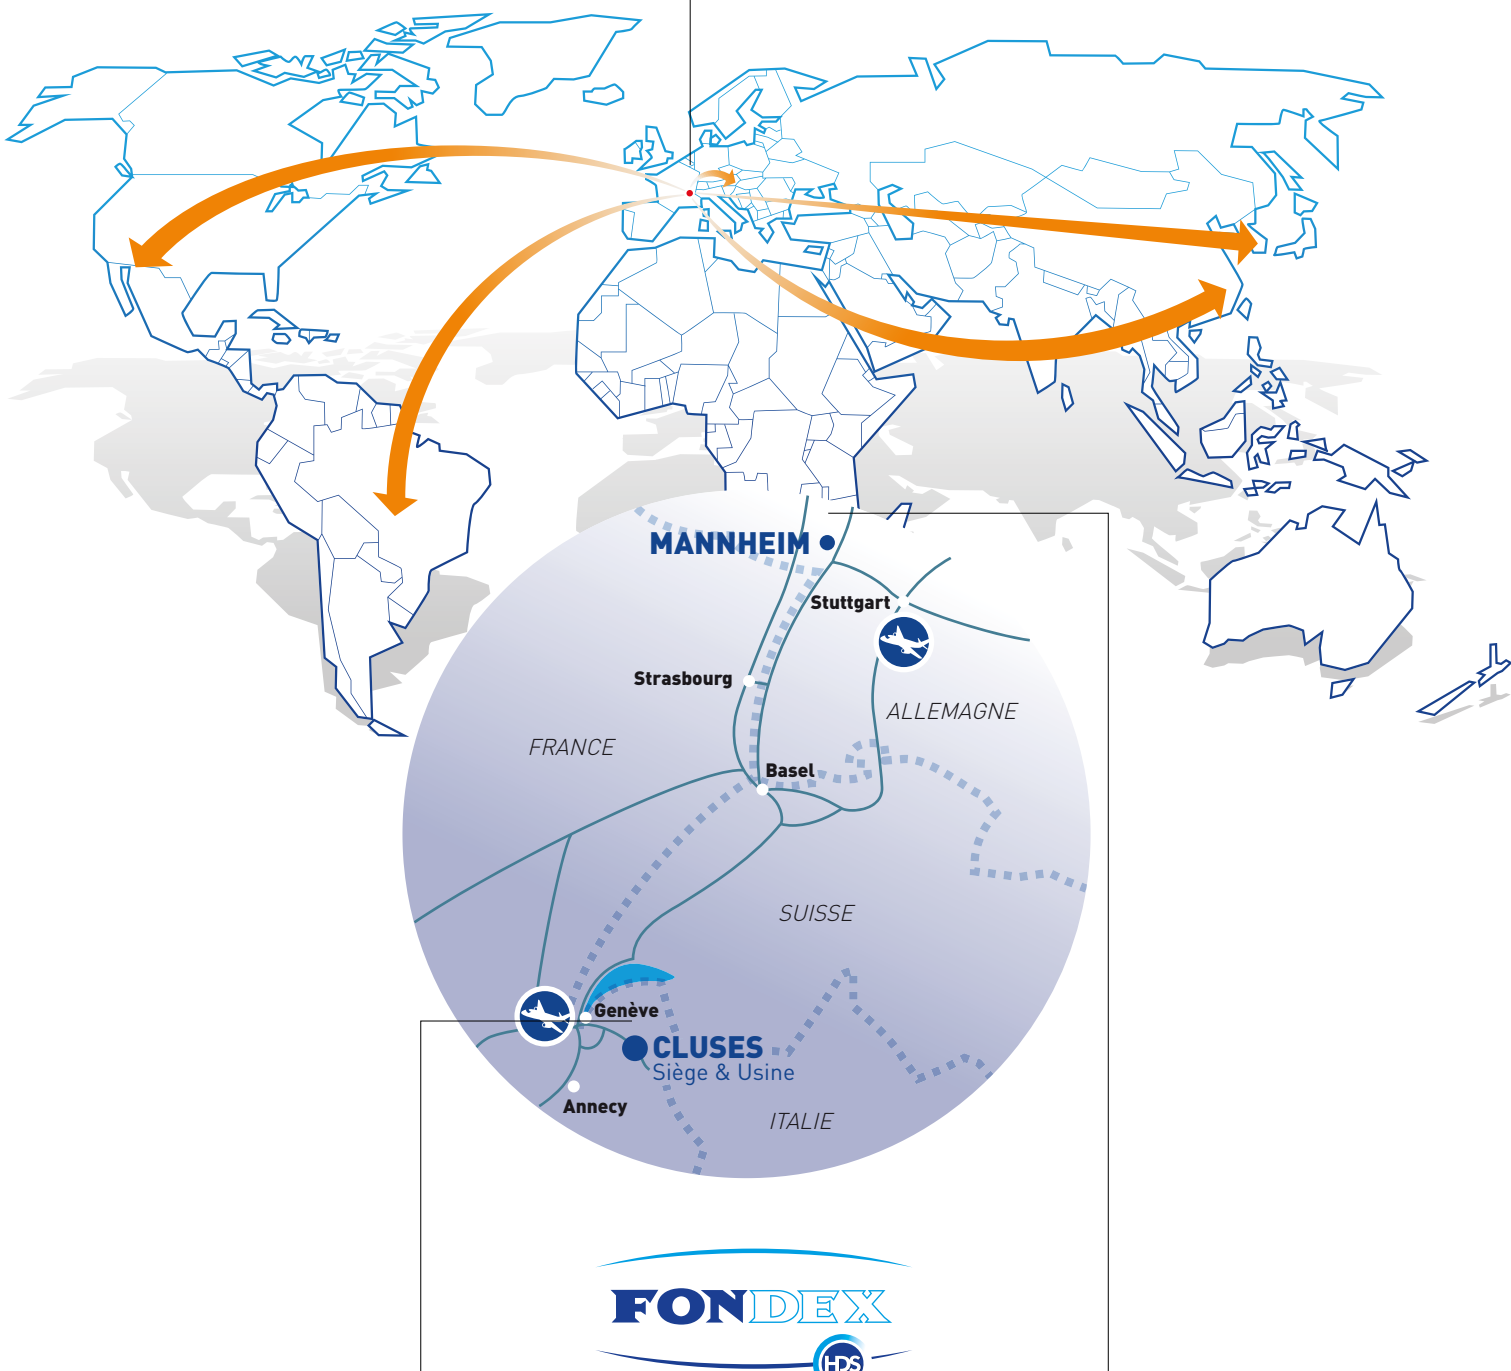 MANNHEIM
Stuttgart
Strasbourg
ALLEMAGNE
FRANCE
Basel
SUISSE
Genève
CLUSES
Siège & Usine
Annecy
ITALIE
FONDEX
HDS